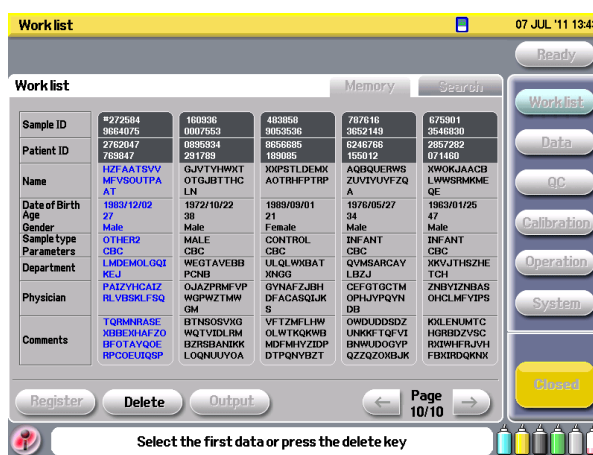 Work list
07 JUL '11 13:4
Ready
Work list
Memory
Search
Sample ID
#272584
9664075
160936
0007553
483858
9053536
787616
3652149
675901
3546830
Patient ID
2762047
769847
0895934
291789
8656685
189085
6246766
155012
2857282
071460
Name
HZFAATSVV
MFVSOUTPA
AT
GJVTYHWXT
OTGJBTTHC
LN
XXPSTLDEMX
AOTRHFPTRP
AQBQUERWS
ZUVIVUYFZQ
A
XWOKJAACB
LWWSRMKME
QE
Date of Birth
Age
Gender
1983/12/02
27
Male
1972/10/22
38
Male
1989/09/01
21
Female
1976/05/27
34
Male
1963/01/25
47
Male
Sample type
Parameters
OTHER2
CBC
MALE
CBC
CONTROL
CBC
INFANT
CBC
INFANT
CBC
Department
LMDEMOLGQI
KEJ
WEGTAVEBB
PCNB
ULQLWXBAT
XNGG
QVMSARCAY
LBZJ
XKVJTHSZHE
TCH
Physician
PAIZYHCAIZ
RLVBSKLFSQ
OJAZPRMFVP
WGPWZTMW
GM
GYNAFZJBH
DFACASQIJK
S
CEFGTGCTM
OPHJYPQYN
DB
ZNBYIZNBAS
OHCLMFYIPS
Comments
TQRMNRASE
XBBEXHAFZO
BFOTAYQOE
RPCOEUIQSP
BTNSOSVXG
WQTVIDLRM
BZRSBANIKK
LOQNUUYOA
VFTZMFLHW
OLWTKQKWB
MDFMHYZIDP
DTPQNYBZT
OWDUDDSDZ
UNKKFTQFVI
BNWUDOGYP
QZZQZOXBJK
KXLENUMTC
HGRBDZVSC
RXIWHFRJVH
FBXIRDQKNX
Worklist
Data
QC
Calibration
Operation
System
Closed
Register
Delete
Output
←
Page
10/10
→
Select the first data or press the delete key